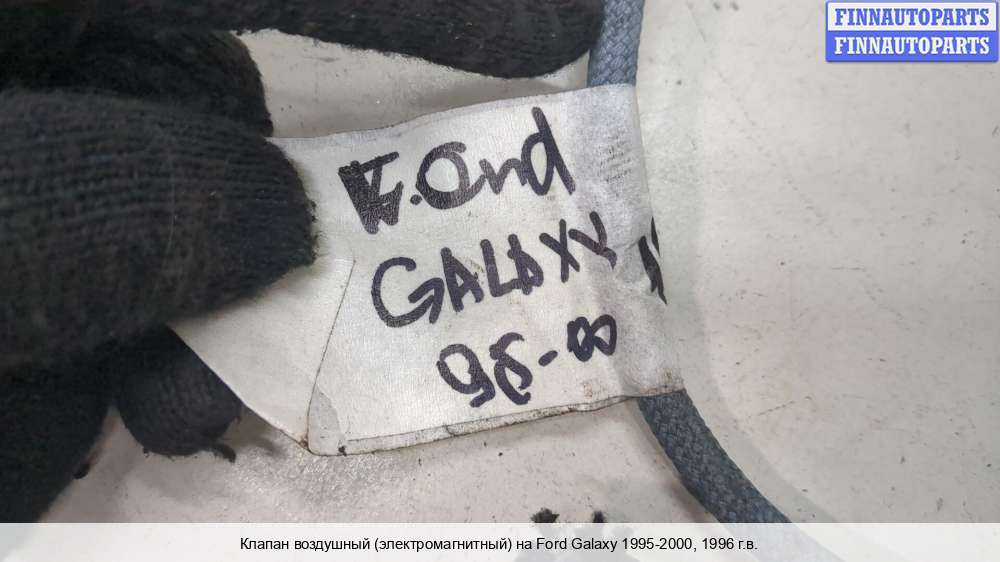 FINNAUTOPARTS
FINNAUTOPARTS
F.Ord
GALAXY
96-00
Клапан воздушный (электромагнитный) на Ford Galaxy 1995-2000, 1996 г.в.